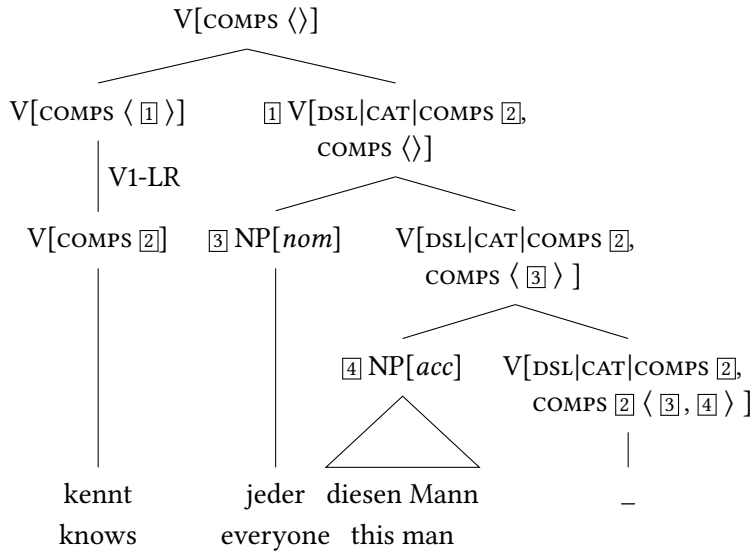 V[COMPS ⟨⟩]
V[COMPS ⟨ 1 ⟩] 1 V[DSL|CAT|COMPS 2,
COMPS ⟨⟩]
V1-LR
V[COMPS 2] 3 NP[nom] V[DSL|CAT|COMPS 2,
COMPS ⟨ 3 ⟩ ]
4 NP[acc] V[DSL|CAT|COMPS 2,
COMPS 2 ⟨ 3 , 4 ⟩ ]
kennt jeder diesen Mann _
knows everyone this man